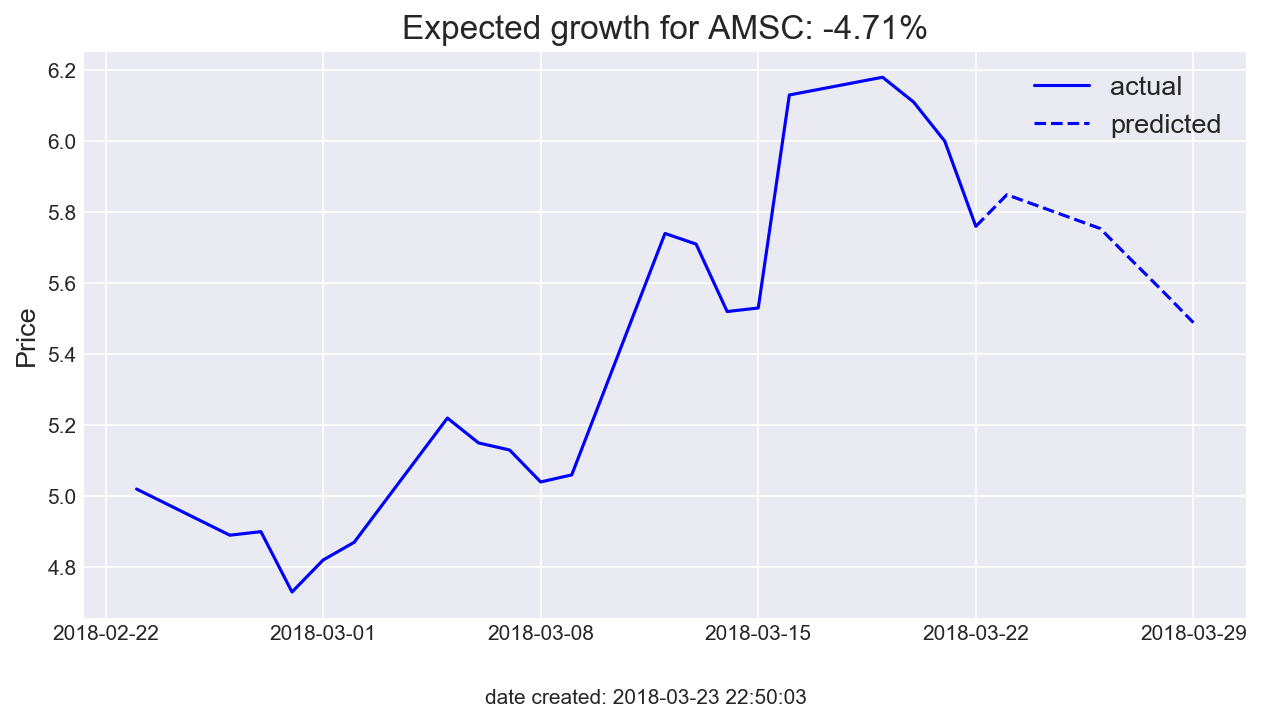 Expected growth for AMSC: -4.71%
actual
predicted
Price
6.2
6.0
5.8
5.6
5.4
5.2
5.0
4.8
2018-02-22 2018-03-01 2018-03-08 2018-03-15 2018-03-22 2018-03-29
date created: 2018-03-23 22:50:03